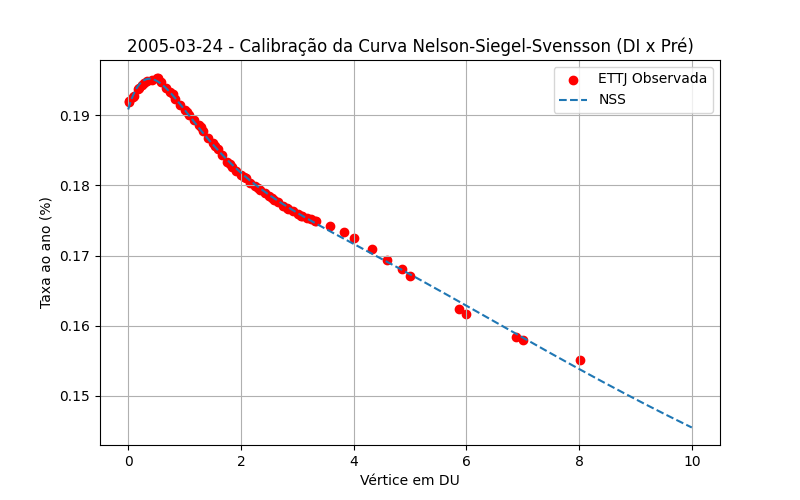 2005-03-24 - Calibração da Curva Nelson-Siegel-Svensson (DI x Pré)
ETTJ Observada
NSS
Taxa ao ano (%)
0.19
0.18
0.17
0.16
0.15
0 2 4 6 8 10
Vértice em DU